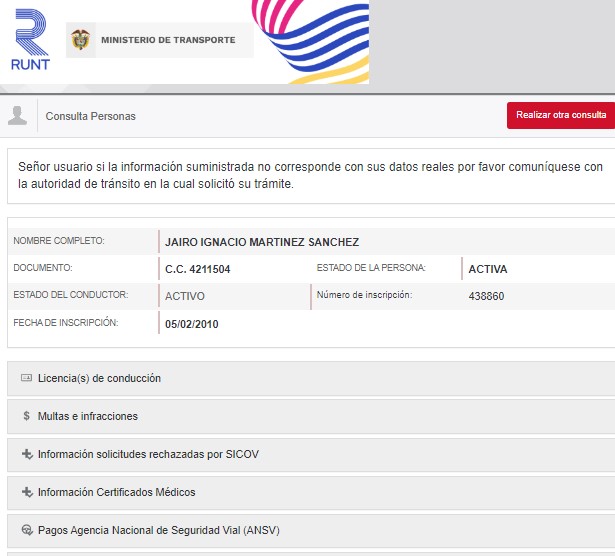 RUNT
MINISTERIO DE TRANSPORTE
Consulta Personas
Realizar otra consulta
Señor usuario si la información suministrada no corresponde con sus datos reales por favor comuníquese con
la autoridad de tránsito en la cual solicitó su trámite.
NOMBRE COMPLETO: JAIRO IGNACIO MARTINEZ SANCHEZ
DOCUMENTO: C.C. 4211504 ESTADO DE LA PERSONA: ACTIVA
ESTADO DEL CONDUCTOR: ACTIVO Número de inscripción: 438860
FECHA DE INSCRIPCIÓN: 05/02/2010
Licencia(s) de conducción
$ Multas e infracciones
Información solicitudes rechazadas por SICOV
Información Certificados Médicos
Pagos Agencia Nacional de Seguridad Vial (ANSV)